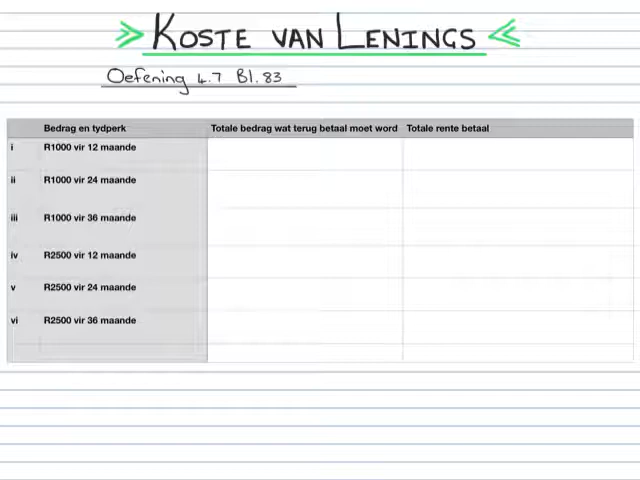 KOSTE VAN LENINGS
Oefening 4.7 Bl.83
Bedrag en tydperk Totale bedrag wat terug betaal moet word Totale rente betaal
i R1000 vir 12 maande
ii R1000 vir 24 maande
iii R1000 vir 36 maande
iv R2500 vir 12 maande
v R2500 vir 24 maande
vi R2500 vir 36 maande